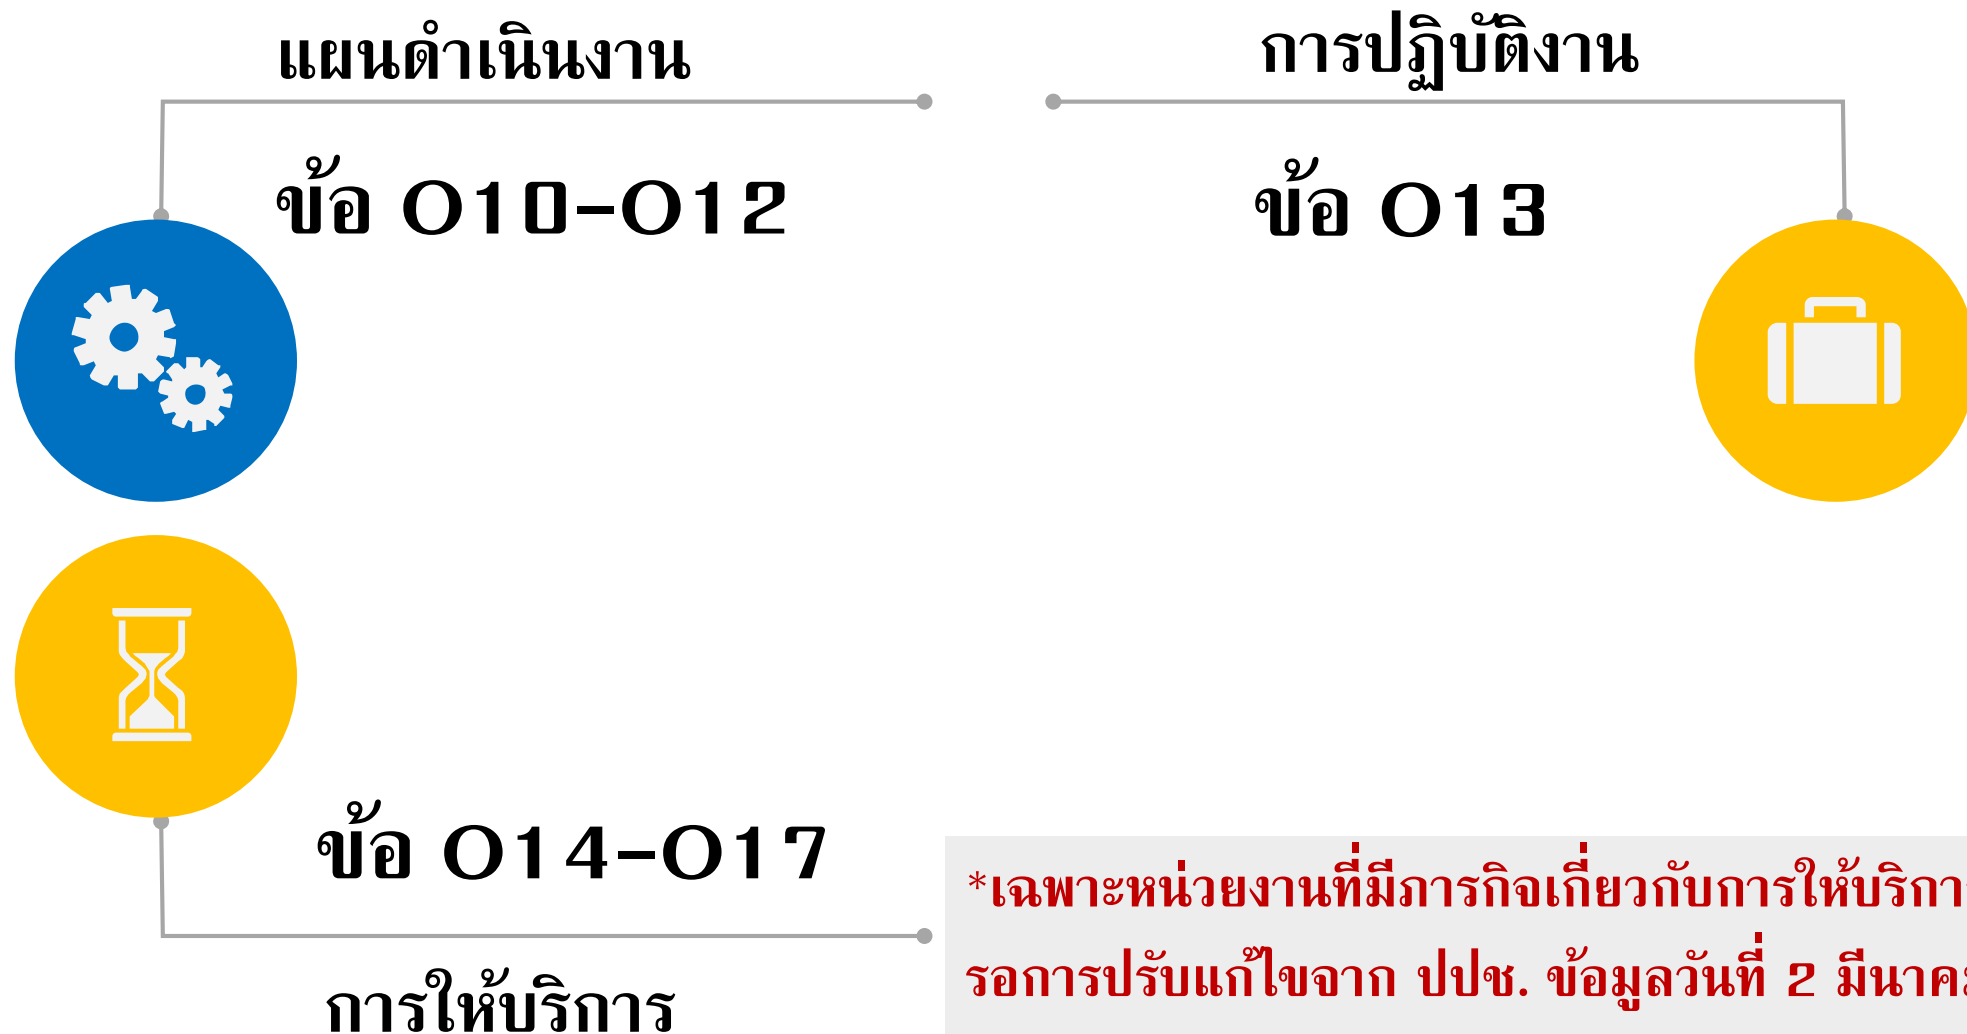 แผนดำเนินงาน
ข้อ O10-O12
การปฏิบัติงาน
ข้อ O13
ข้อ O14-O17
การให้บริการ
*เฉพาะหน่วยงานที่มีภารกิจเกี่ยวกับการให้บริการ
รอการปรับแก้ไขจาก ปปช. ข้อมูลวันที่ 2